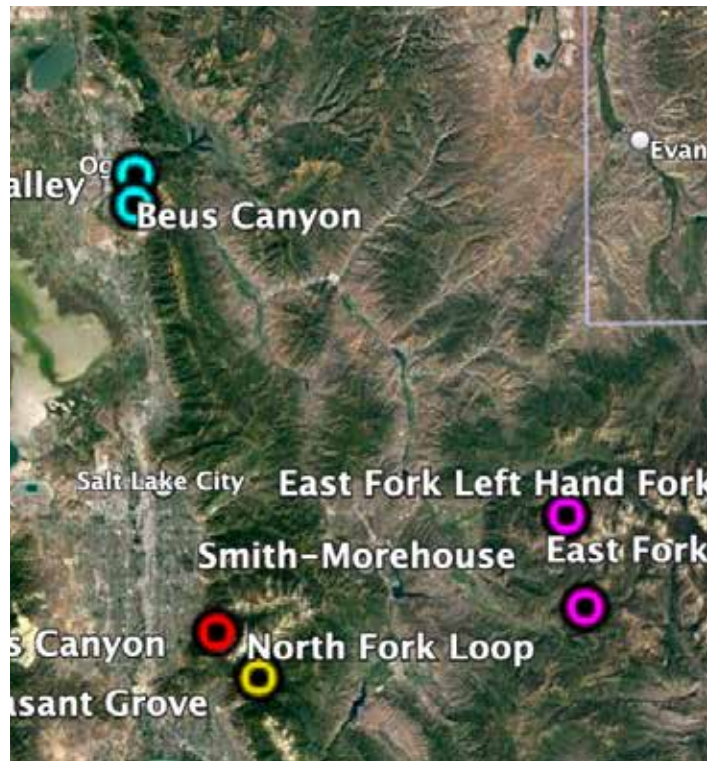 Og
Evan
alley
Beus Canyon
Salt Lake City
East Fork Left Hand Fork
Smith-Morehouse
East Fork
s Canyon
North Fork Loop
asant Grove